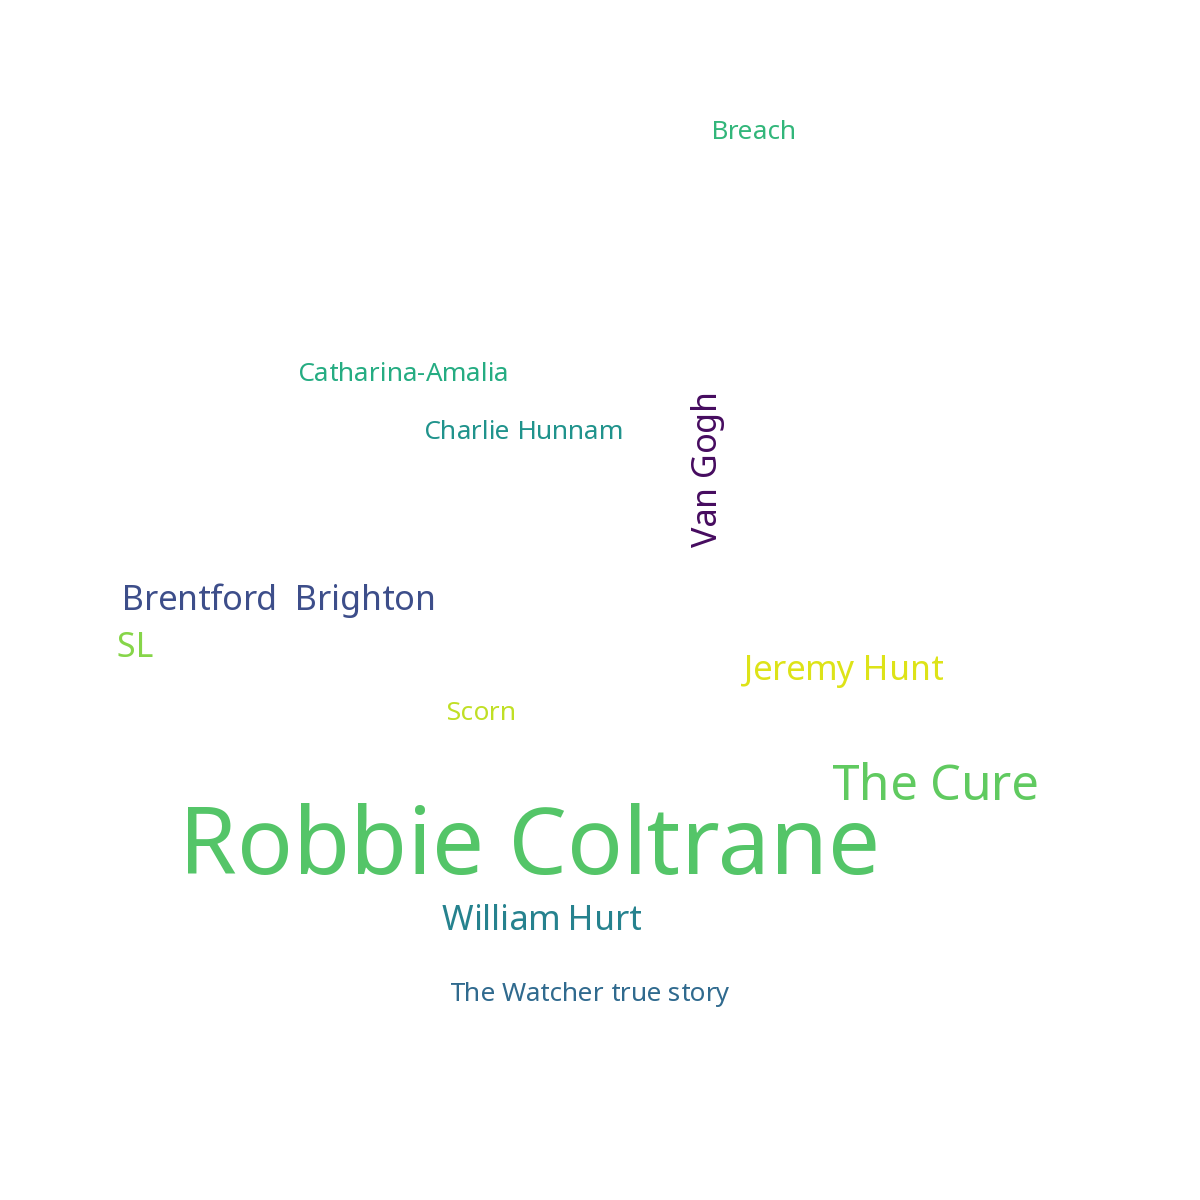 Breach
Catharina-Amalia
Charlie Hunnam
Van Gogh
Brentford Brighton
SL
Jeremy Hunt
Scorn
The Cure
Robbie Coltrane
William Hurt
The Watcher true story